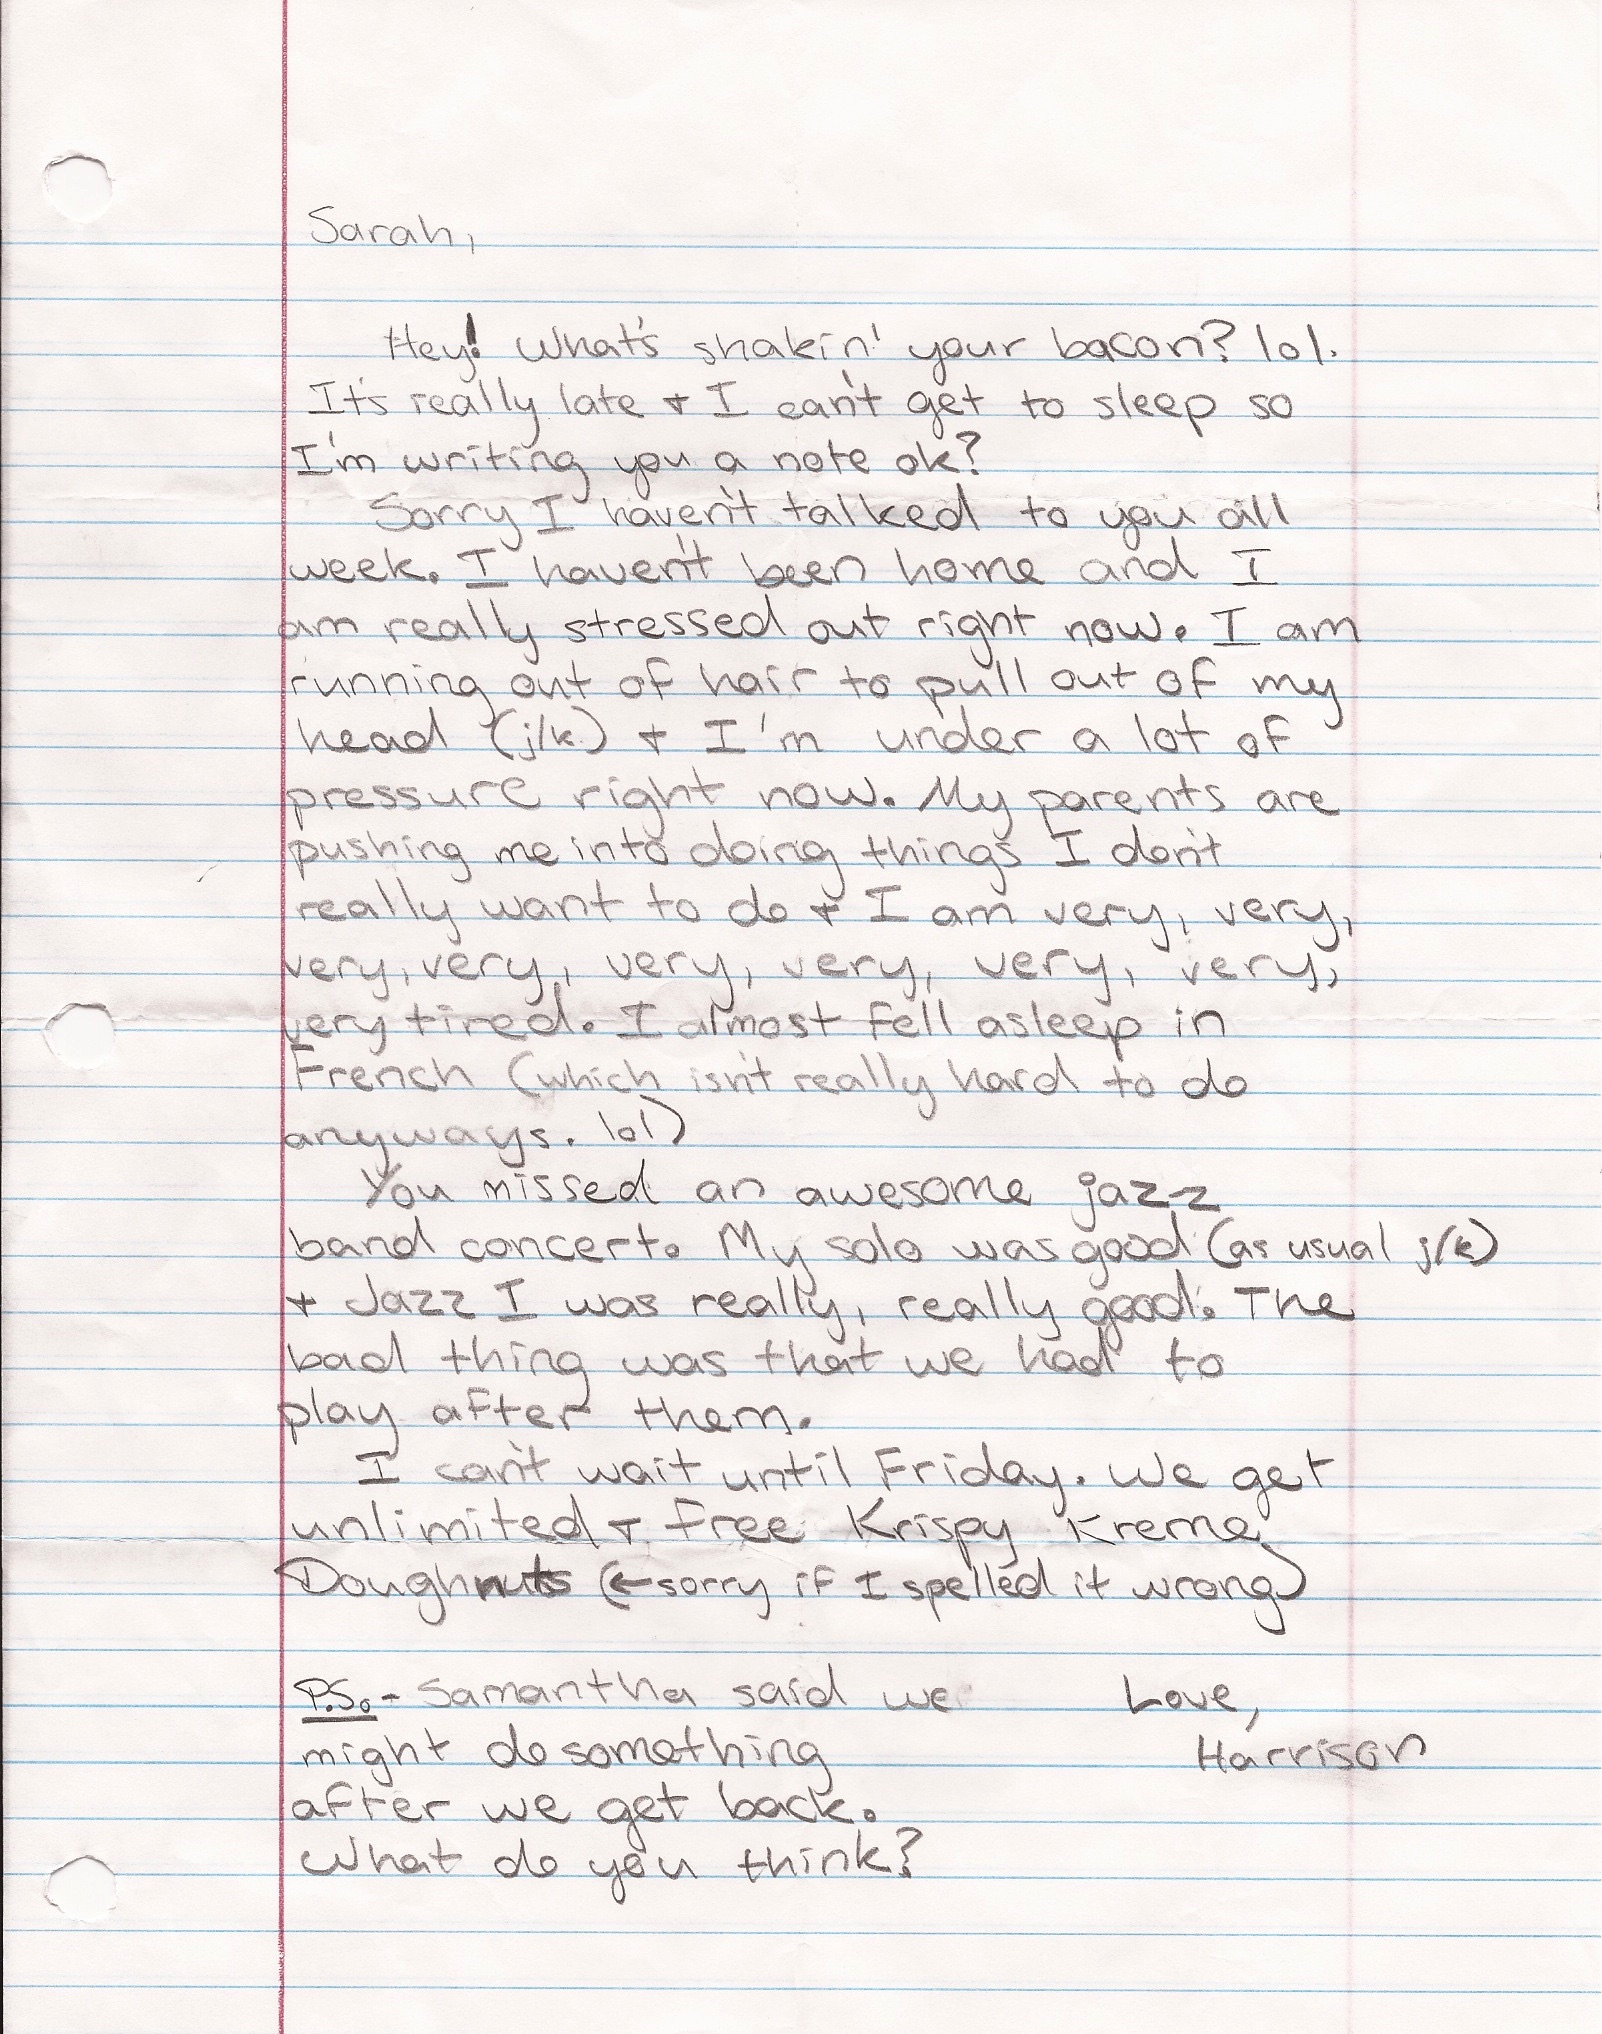 Sarah,
Hey! What's shakin' your bacon? lol.
It's really late + I can't get to sleep so
I'm writing you a note ok?
Sorry I haven't talked to you all
week. I haven't been home and I
am really stressed out right now. I am
running out of hair to pull out of my
head (j/k) + I'm under a lot of
pressure right now. My parents are
pushing me into doing things I don't
really want to do + I am very, very,
very, very, very, very, very, very,
very tired. I almost fell asleep in
French (which isn't really hard to do
anyways. lol)
You missed an awesome jazz
band concert. My solo was good (as usual j/k)
+ Jazz I was really, really good. The
bad thing was that we had to
play after them.
I can't wait until Friday. We get
unlimited + free Krispy Kreme
Doughnuts (←sorry if I spelled it wrong)
P.S. - Samantha said we
might do something
after we get back.
What do you think?
Love,
Harrison